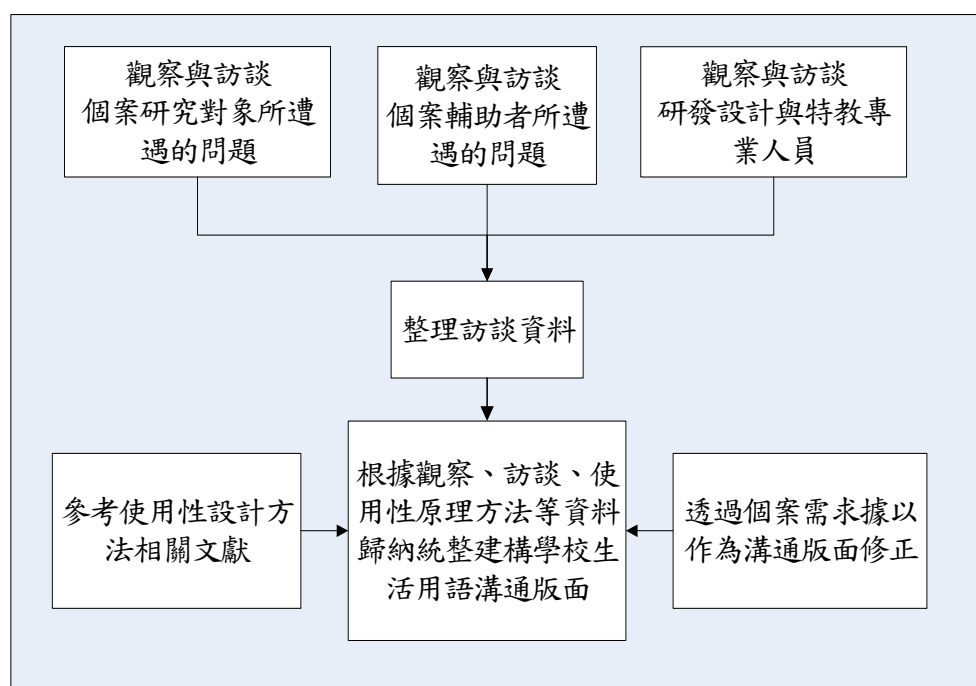 觀察與訪談
個案研究對象所遭
遇的問題
觀察與訪談
個案輔助者所遭
遇的問題
觀察與訪談
研發設計與特教專
業人員
整理訪談資料
參考使用性設計方
法相關文獻
根據觀察、訪談、使
用性原理方法等資料
歸納統整建構學校生
活用語溝通版面
透過個案需求據以
作為溝通版面修正